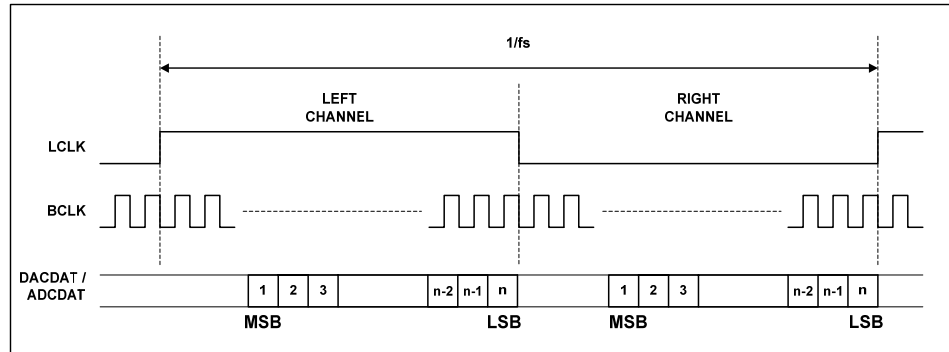 1/fs
LEFT
CHANNEL
RIGHT
CHANNEL
LCLK
BCLK
DACDAT /
ADCDAT
1 2 3 n-2 n-1 n 1 2 3 n-2 n-1 n
MSB LSB MSB LSB